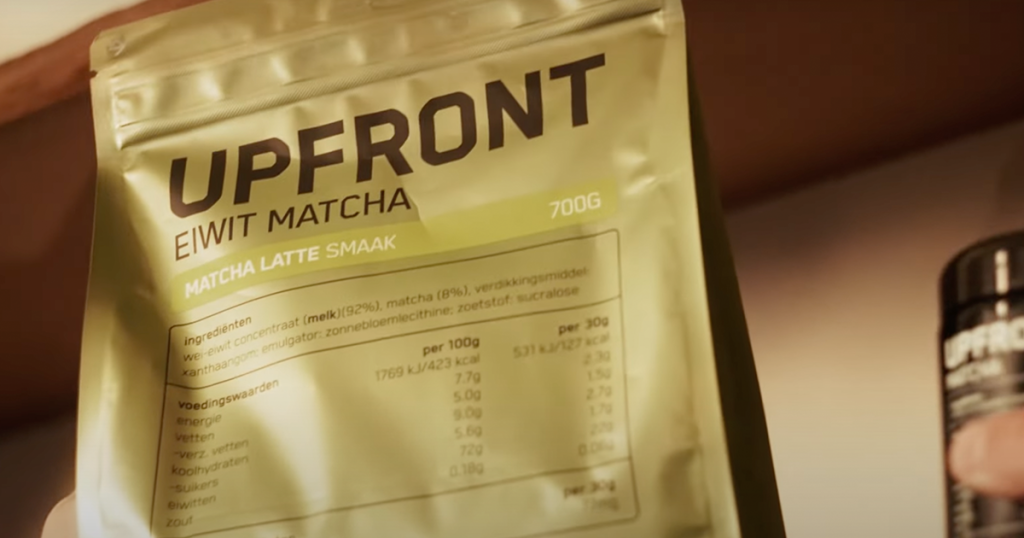 UPFRONT
EIWIT MATCHA
MATCHA LATTE SMAAK 700G
ingrediënten
wei-eiwit concentraat (melk)(92%), matcha (8%), verdikkingsmiddel:
xanthaangom; emulgator: zonnebloemlecithine; zoetstof: sucralose
voedingswaarden per 100g per 30g
energie 1769 kJ/423 kcal 531 kJ/127 kcal
vetten 7.7g 2.3g
-verz. vetten 5.0g 1.5g
koolhydraten 9.0g 2.7g
-suikers 5.6g 1.7g
eiwitten 72g
zout 0.18g
per 30g
UPFRO
MATCHA